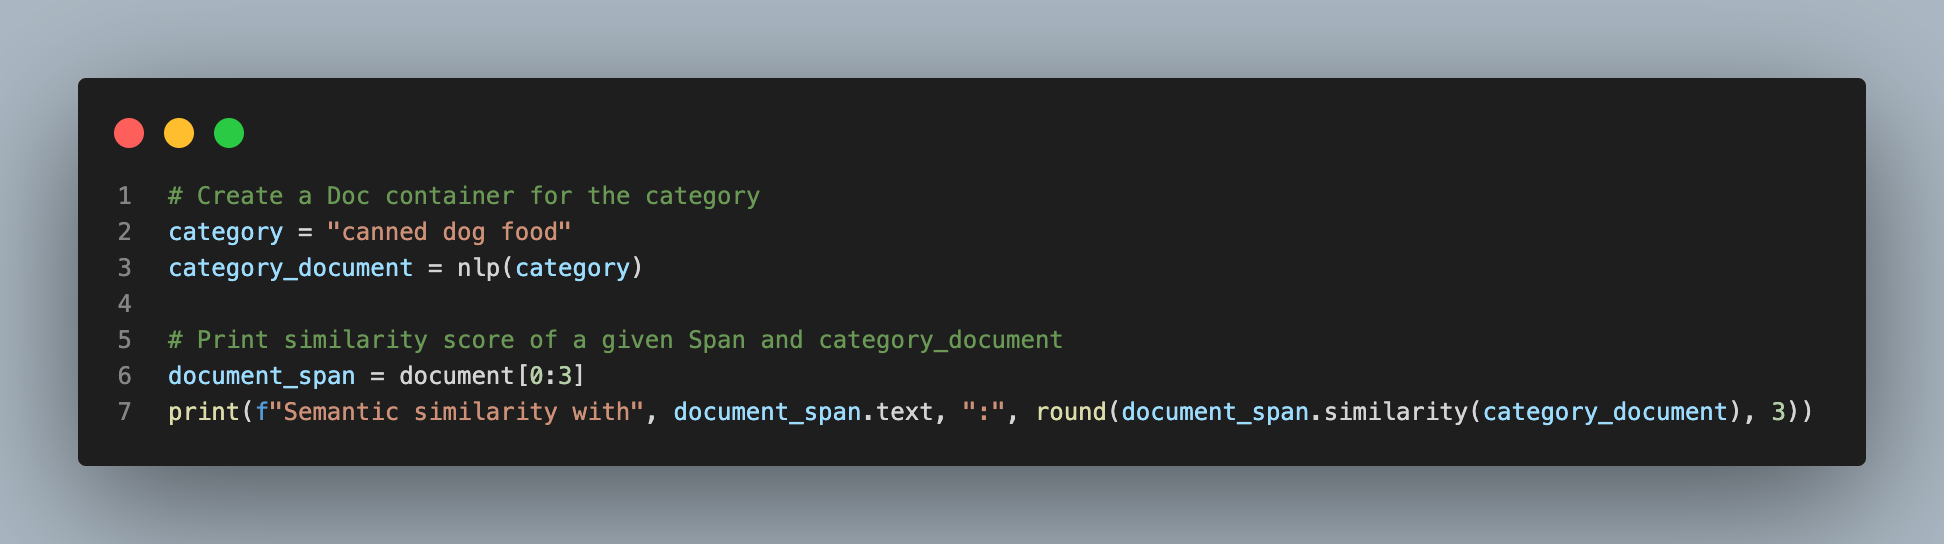 1 # Create a Doc container for the category
2 category = "canned dog food"
3 category_document = nlp(category)
4
5 # Print similarity score of a given Span and category_document
6 document_span = document[0:3]
7 print(f"Semantic similarity with", document_span.text, ":", round(document_span.similarity(category_document), 3))